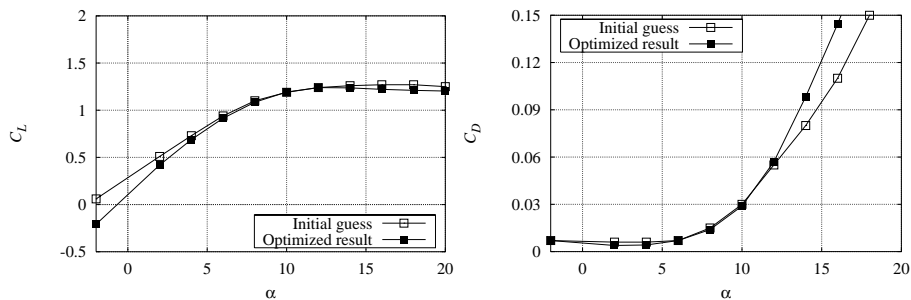 2
1.5
1
0.5
0
-0.5
C_L
0
5
10
15
20
α
Initial guess
Optimized result
0.15
0.12
0.09
0.06
0.03
0
C_D
0
5
10
15
20
α
Initial guess
Optimized result